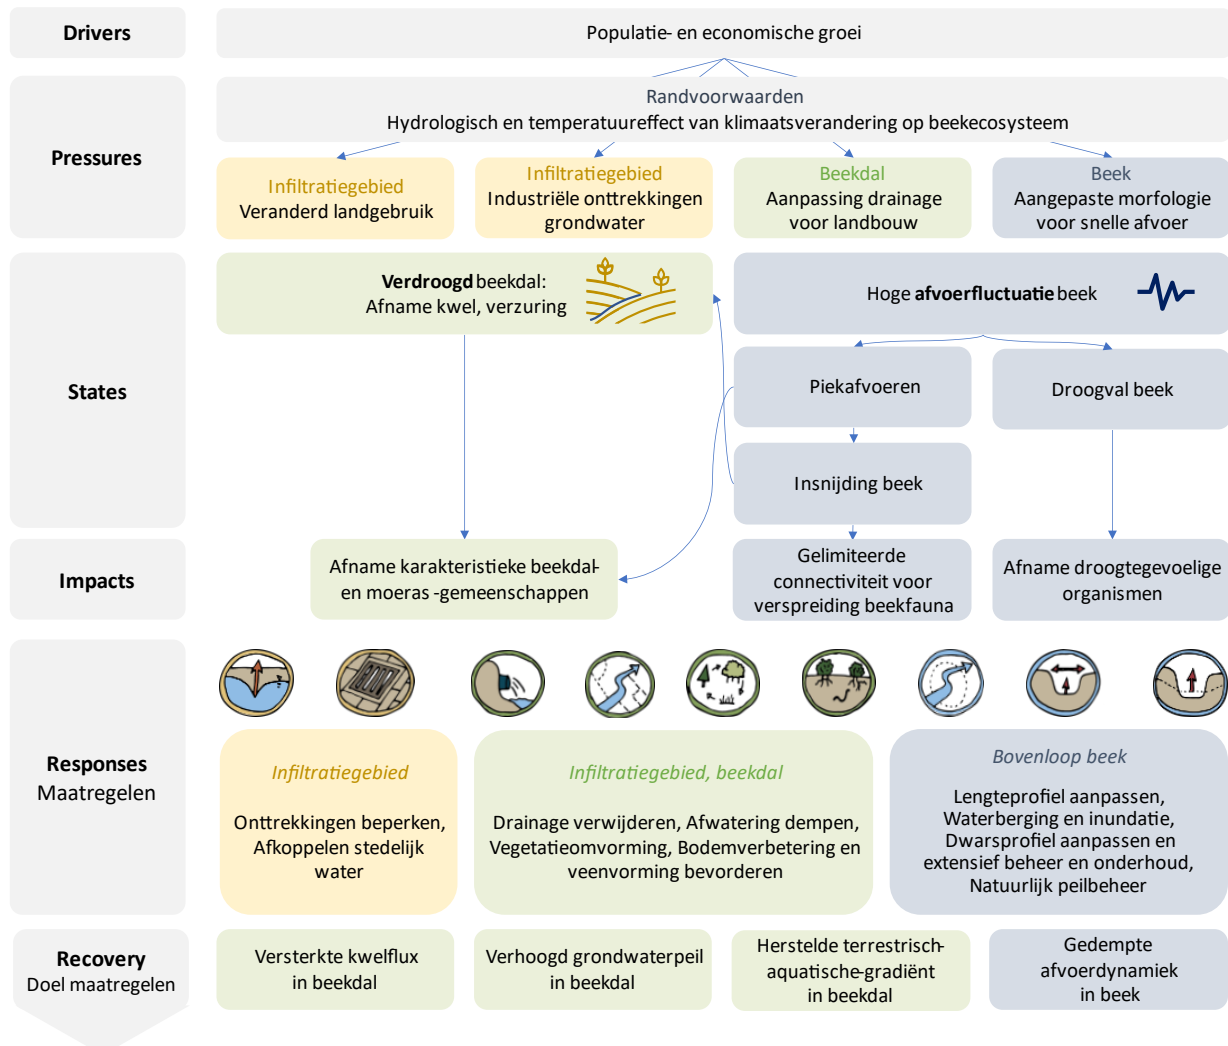 Drivers
Populatie- en economische groei
Pressures
Randvoorwaarden
Hydrologisch en temperatuureffect van klimaatsverandering op beekecosysteem
Infiltratiegebied
Veranderd landgebruik
Infiltratiegebied
Industriële onttrekkingen
grondwater
Beekdal
Aanpassing drainage
voor landbouw
Beek
Aangepaste morfologie
voor snelle afvoer
States
Verdroogd beekdal:
Afname kwel, verzuring
Hoge afvoerfluctuatie beek
Piekafvoeren
Droogval beek
Insnijding beek
Impacts
Afname karakteristieke beekdal-
en moeras -gemeenschappen
Gelimiteerde
connectiviteit voor
verspreiding beekfauna
Afname droogtegevoelige
organismen
Responses
Maatregelen
Infiltratiegebied
Onttrekkingen beperken,
Afkoppelen stedelijk
water
Infiltratiegebied, beekdal
Drainage verwijderen, Afwatering dempen,
Vegetatieomvorming, Bodemverbetering en
veenvorming bevorderen
Bovenloop beek
Lengteprofiel aanpassen,
Waterberging en inundatie,
Dwarsprofiel aanpassen en
extensief beheer en onderhoud,
Natuurlijk peilbeheer
Recovery
Doel maatregelen
Versterkte kwelflux
in beekdal
Verhoogd grondwaterpeil
in beekdal
Herstelde terrestrisch-
aquatische-gradiënt
in beekdal
Gedempte
afvoerdynamiek
in beek